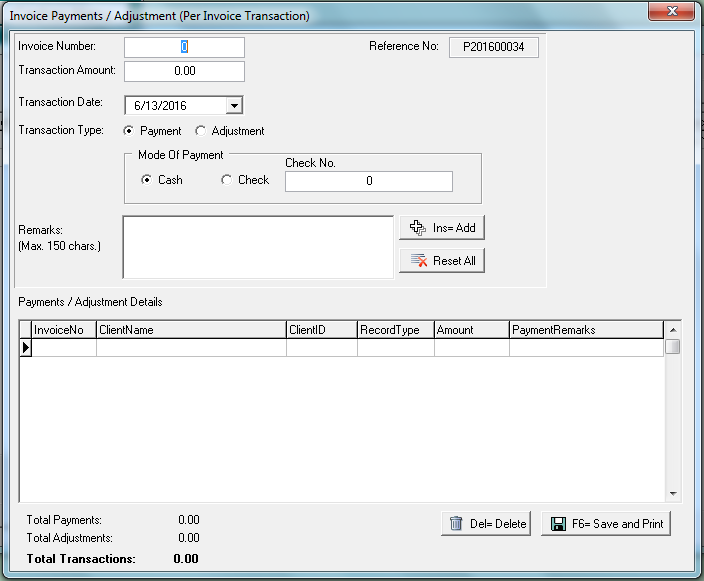 Invoice Payments / Adjustment (Per Invoice Transaction)
Invoice Number: 0 Reference No: P201600034
Transaction Amount: 0.00
Transaction Date: 6/13/2016
Transaction Type: Payment Adjustment
Mode Of Payment
Check No.
Cash Check 0
Remarks:
(Max. 150 chars.)
Ins= Add
Reset All
Payments / Adjustment Details
InvoiceNo ClientName ClientID RecordType Amount PaymentRemarks
Total Payments: 0.00
Total Adjustments: 0.00
Total Transactions: 0.00
Del= Delete F6= Save and Print